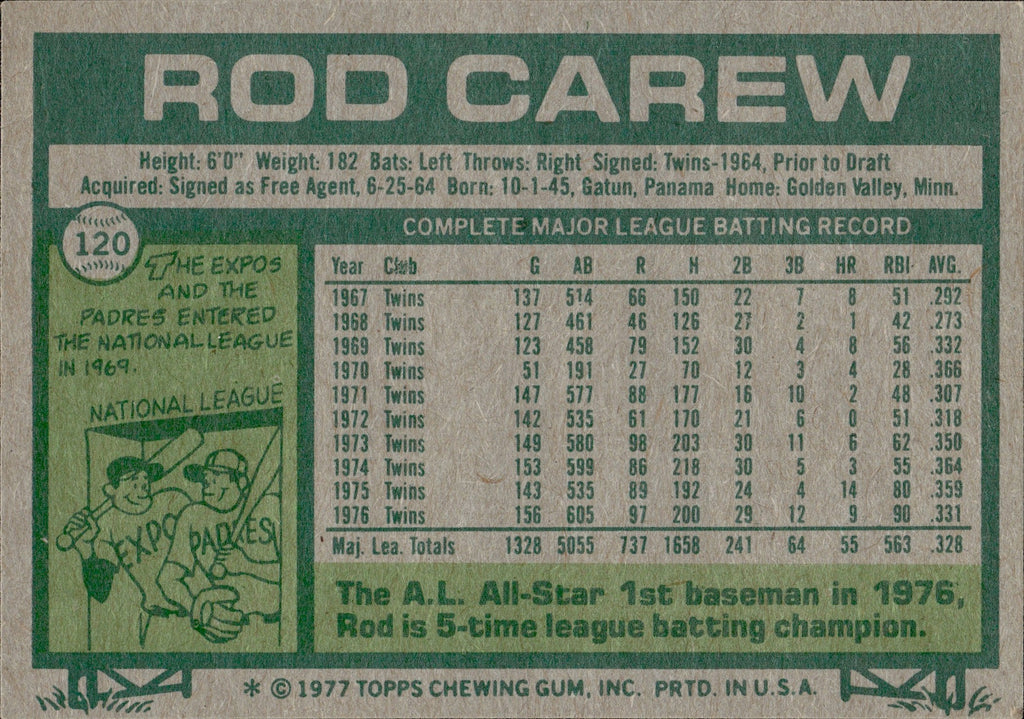 ROD CAREW
Height: 6'0" Weight: 182 Bats: Left Throws: Right Signed: Twins-1964, Prior to Draft
Acquired: Signed as Free Agent, 6-25-64 Born: 10-1-45, Gatun, Panama Home: Golden Valley, Minn.
120
THE EXPOS
AND THE
PADRES ENTERED
THE NATIONAL LEAGUE
IN 1969.
NATIONAL LEAGUE
EXPO
PADRES
COMPLETE MAJOR LEAGUE BATTING RECORD
Year Club G AB R H 2B 3B HR RBI AVG.
1967 Twins 137 514 66 150 22 7 8 51 .292
1968 Twins 127 461 46 126 27 2 1 42 .273
1969 Twins 123 458 79 152 30 4 8 56 .332
1970 Twins 51 191 27 70 12 3 4 28 .366
1971 Twins 147 577 88 177 16 10 2 48 .307
1972 Twins 142 535 61 170 21 6 0 51 .318
1973 Twins 149 580 98 203 30 11 6 62 .350
1974 Twins 153 599 86 218 30 5 3 55 .364
1975 Twins 143 535 89 192 24 4 14 80 .359
1976 Twins 156 605 97 200 29 12 9 90 .331
Maj. Lea. Totals 1328 5055 737 1658 241 64 55 563 .328
The A.L. All-Star 1st baseman in 1976,
Rod is 5-time league batting champion.
* © 1977 TOPPS CHEWING GUM, INC. PRTD. IN U.S.A.